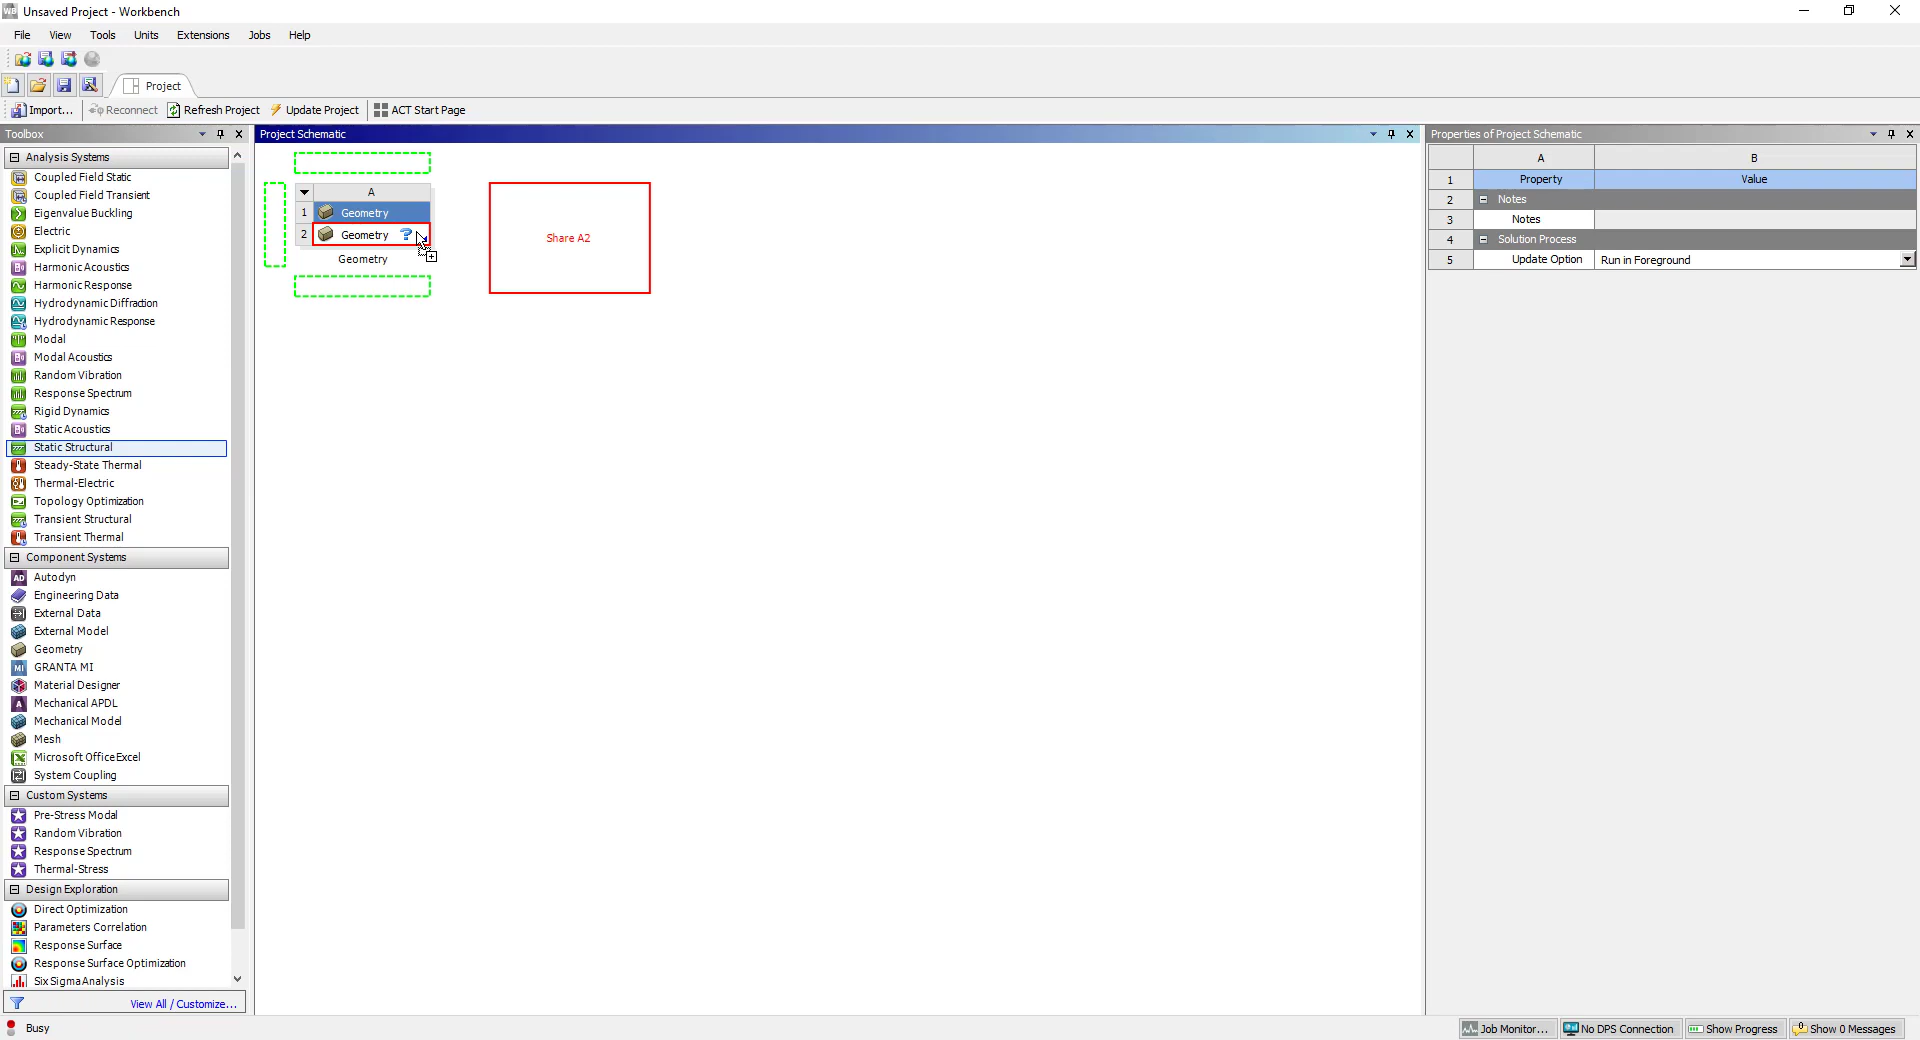 Unsaved Project - Workbench
File View Tools Units Extensions Jobs Help
Project
Import... Reconnect Refresh Project Update Project ACT Start Page
Toolbox
Analysis Systems
Coupled Field Static
Coupled Field Transient
Eigenvalue Buckling
Electric
Explicit Dynamics
Harmonic Acoustics
Harmonic Response
Hydrodynamic Diffraction
Hydrodynamic Response
Modal
Modal Acoustics
Random Vibration
Response Spectrum
Rigid Dynamics
Static Acoustics
Static Structural
Steady-State Thermal
Thermal-Electric
Topology Optimization
Transient Structural
Transient Thermal
Component Systems
Autodyn
Engineering Data
External Data
External Model
Geometry
GRANTA MI
Material Designer
Mechanical APDL
Mechanical Model
Mesh
Microsoft Office Excel
System Coupling
Custom Systems
Pre-Stress Modal
Random Vibration
Response Spectrum
Thermal-Stress
Design Exploration
Direct Optimization
Parameters Correlation
Response Surface
Response Surface Optimization
Six Sigma Analysis
View All / Customize...
Project Schematic
A
1 Geometry
2 Geometry ?
Geometry
Share A2
Properties of Project Schematic
A B
1 Property Value
2 Notes
3 Notes
4 Solution Process
5 Update Option Run in Foreground
Busy
Job Monitor... No DPS Connection Show Progress Show 0 Messages